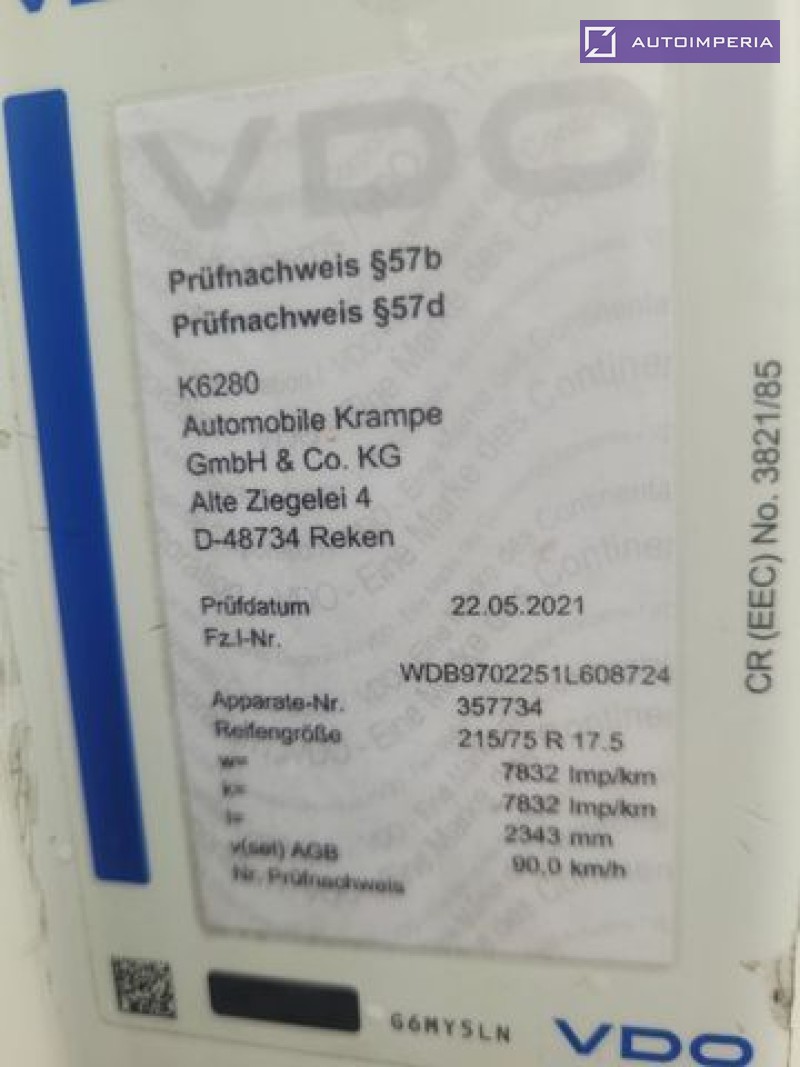 AUTOIMPERIA
VDO
Prüfnachweis §57b
Prüfnachweis §57d
K6280
Automobile Krampe
GmbH & Co. KG
Alte Ziegelei 4
D-48734 Reken
Prüfdatum 22.05.2021
Fz.I-Nr.
WDB9702251L608724
Apparate-Nr. 357734
Reifengröße 215/75 R 17.5
w= 7832 Imp/km
k= 7832 Imp/km
l= 2343 mm
v(set) AGB 90,0 km/h
Nr. Prüfnachweis
G6MY5LN
VDO
CR (EEC) No. 3821/85